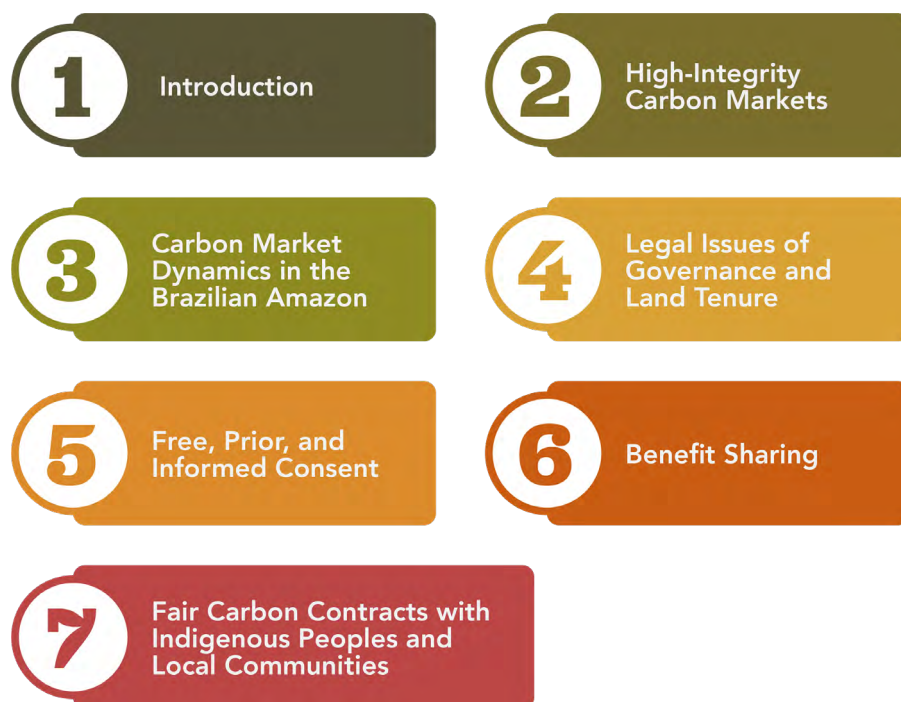 1
Introduction
2
High-Integrity
Carbon Markets
3
Carbon Market
Dynamics in the
Brazilian Amazon
4
Legal Issues of
Governance and
Land Tenure
5
Free, Prior, and
Informed Consent
6
Benefit Sharing
7
Fair Carbon Contracts with
Indigenous Peoples and
Local Communities